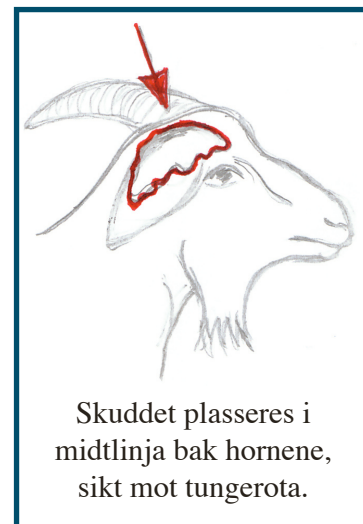 Skuddet plasseres i
midtlinja bak hornene,
sikt mot tungerota.